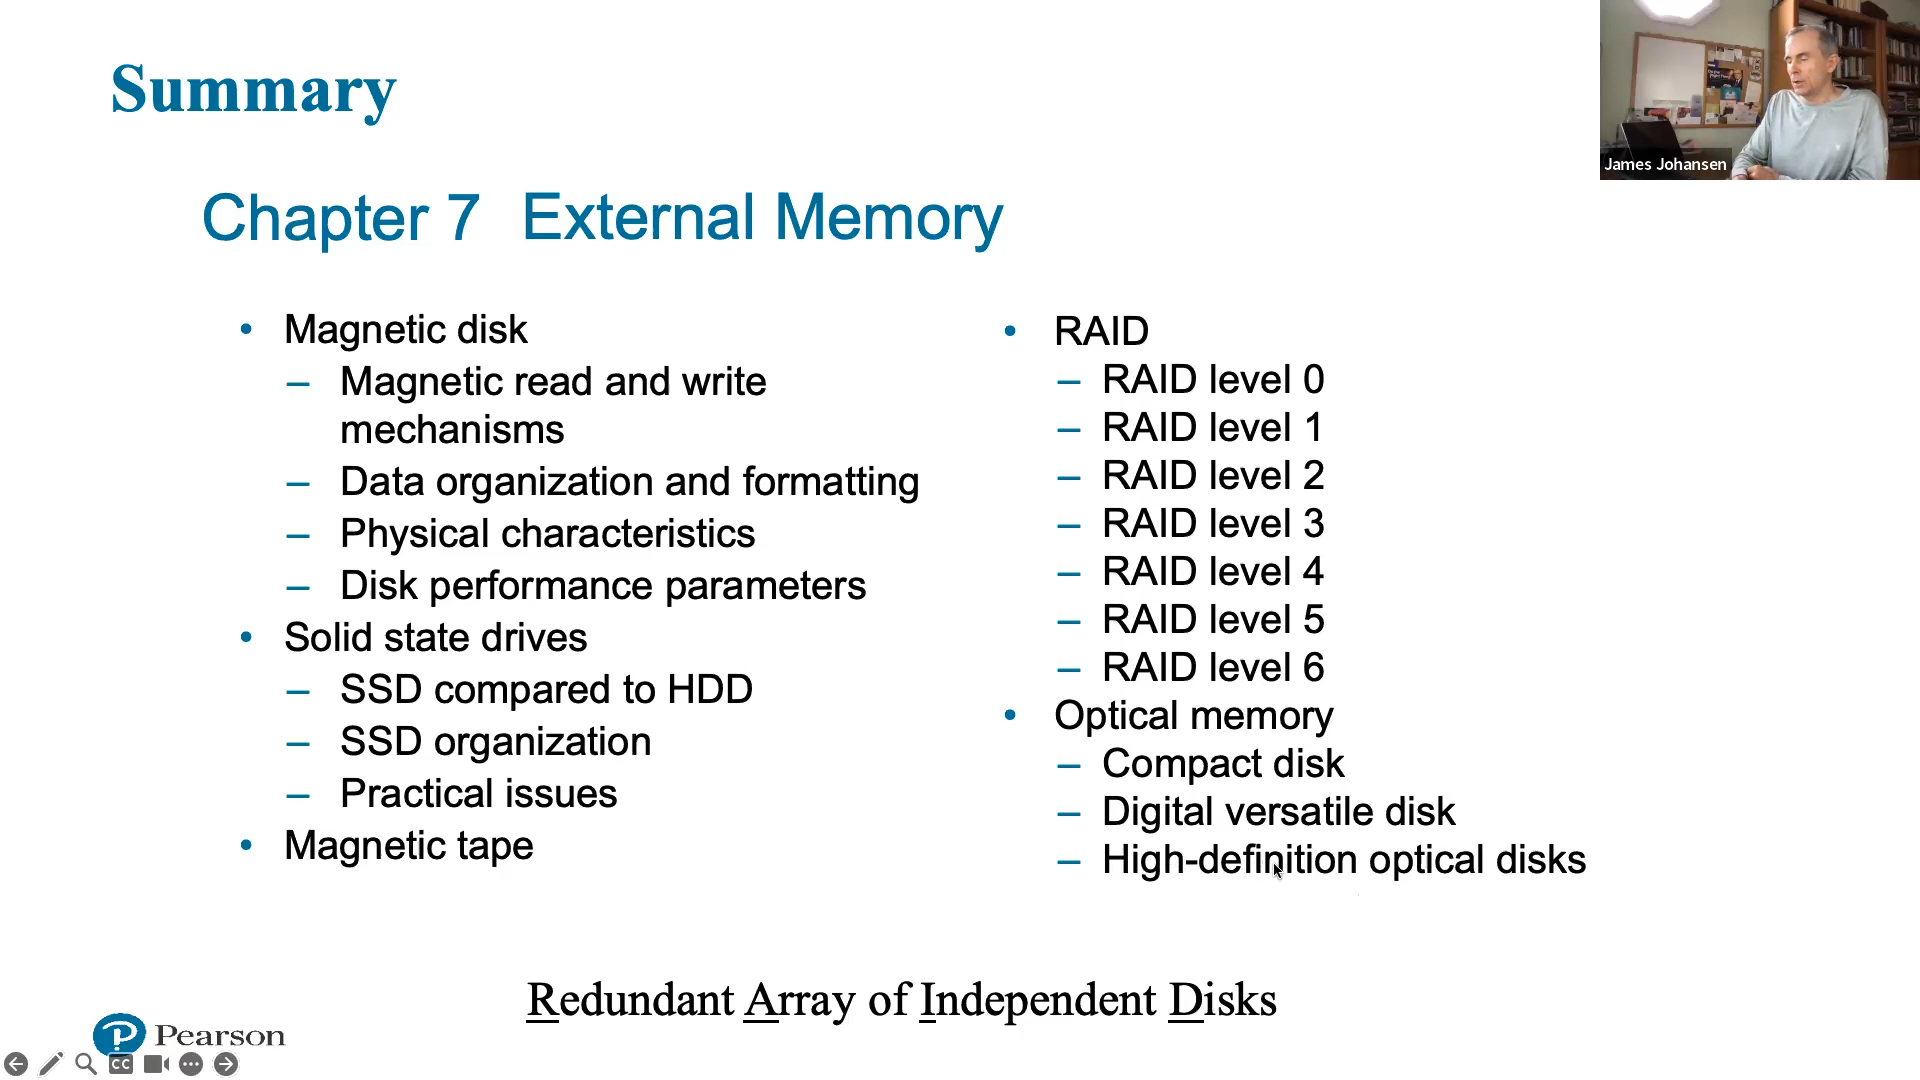 Summary
James Johansen
Chapter 7 External Memory
• Magnetic disk
– Magnetic read and write
mechanisms
– Data organization and formatting
– Physical characteristics
– Disk performance parameters
• Solid state drives
– SSD compared to HDD
– SSD organization
– Practical issues
• Magnetic tape
• RAID
– RAID level 0
– RAID level 1
– RAID level 2
– RAID level 3
– RAID level 4
– RAID level 5
– RAID level 6
• Optical memory
– Compact disk
– Digital versatile disk
– High-definition optical disks
Redundant Array of Independent Disks
P Pearson
CC